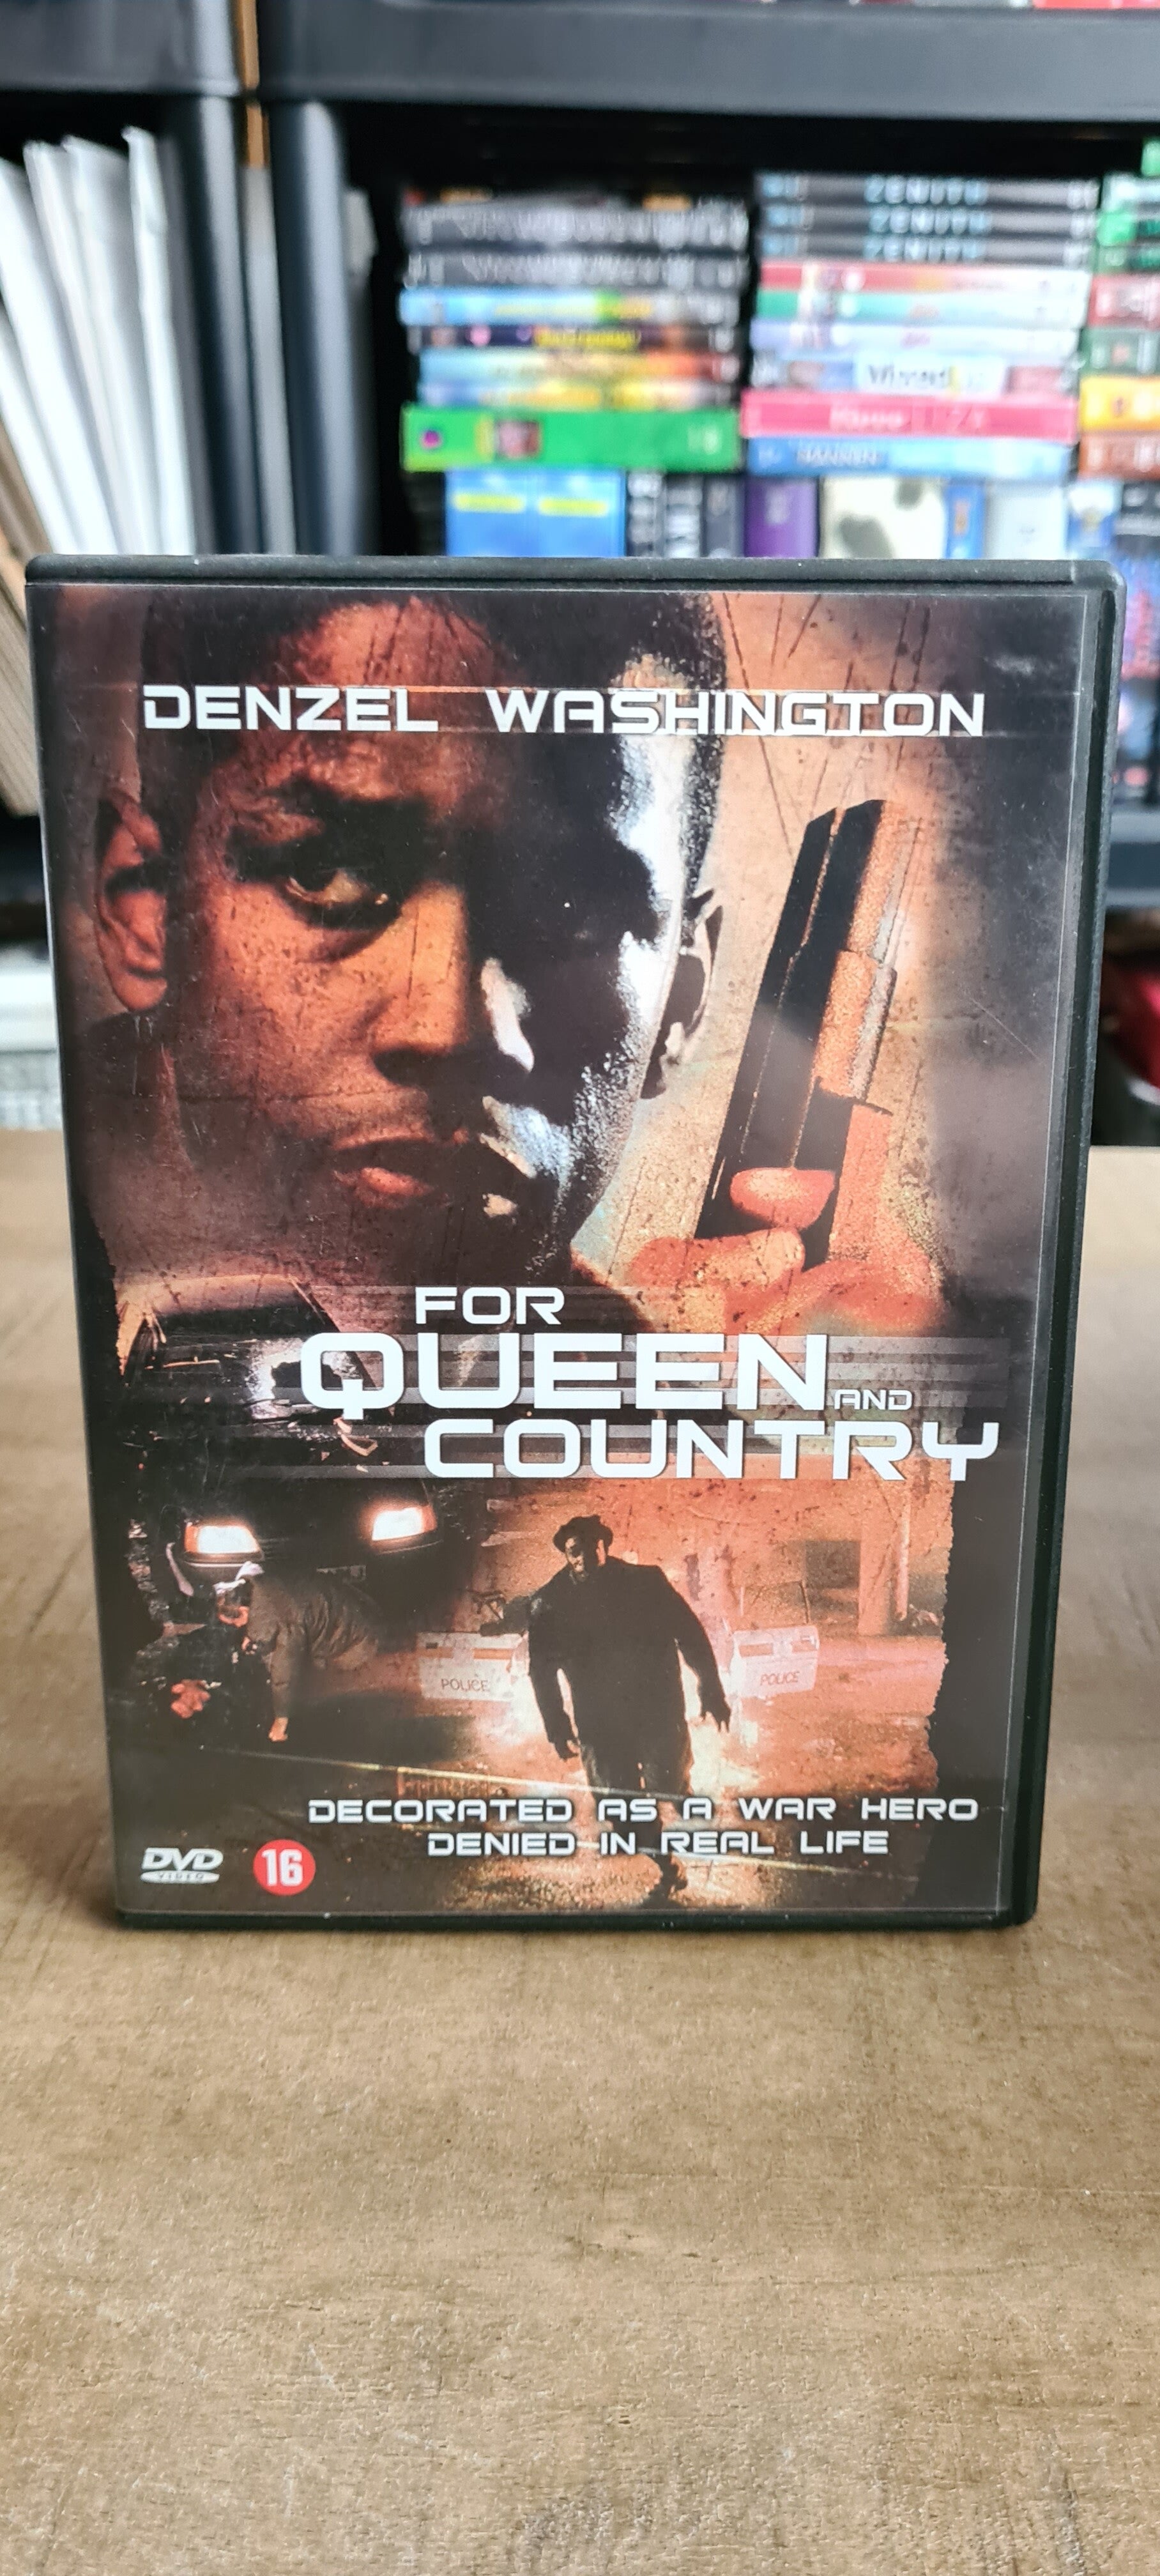 ZENITH
ZENITH
ZENITH
DENZEL WASHINGTON
FOR
QUEEN AND
COUNTRY
POLICE
POLICE
DECORATED AS A WAR HERO
DENIED IN REAL LIFE
DVD
VIDEO
16